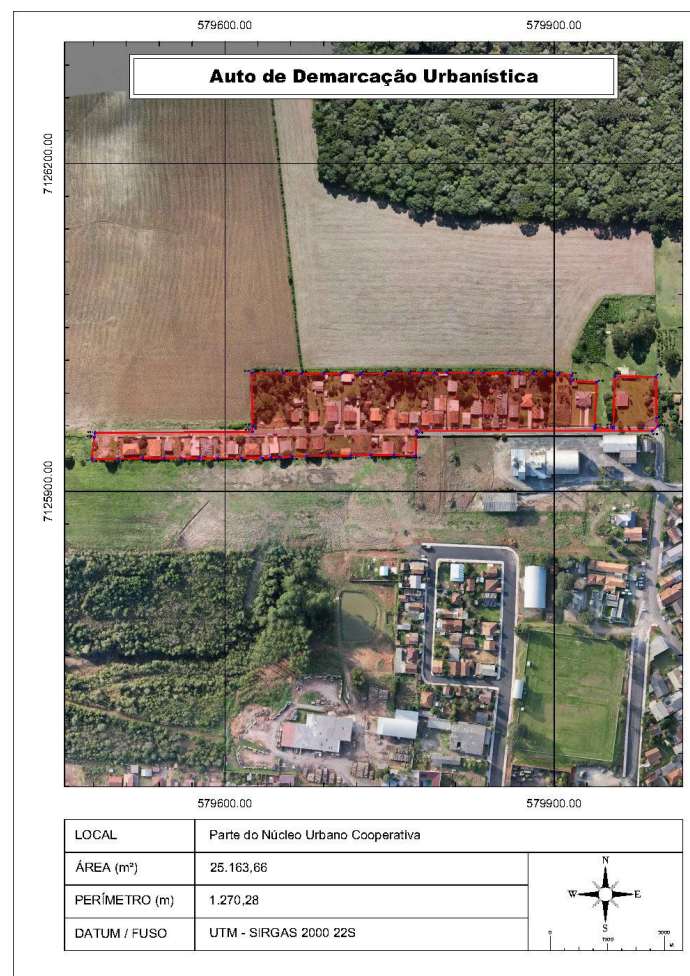 579600.00
579900.00
Auto de Demarcação Urbanística
7126200.00
7125900.00
579600.00
579900.00
LOCAL
Parte do Núcleo Urbano Cooperativa
ÁREA (m²)
25.163,66
PERÍMETRO (m)
1.270,28
DATUM / FUSO
UTM - SIRGAS 2000 22S
N
W
E
S
0
M